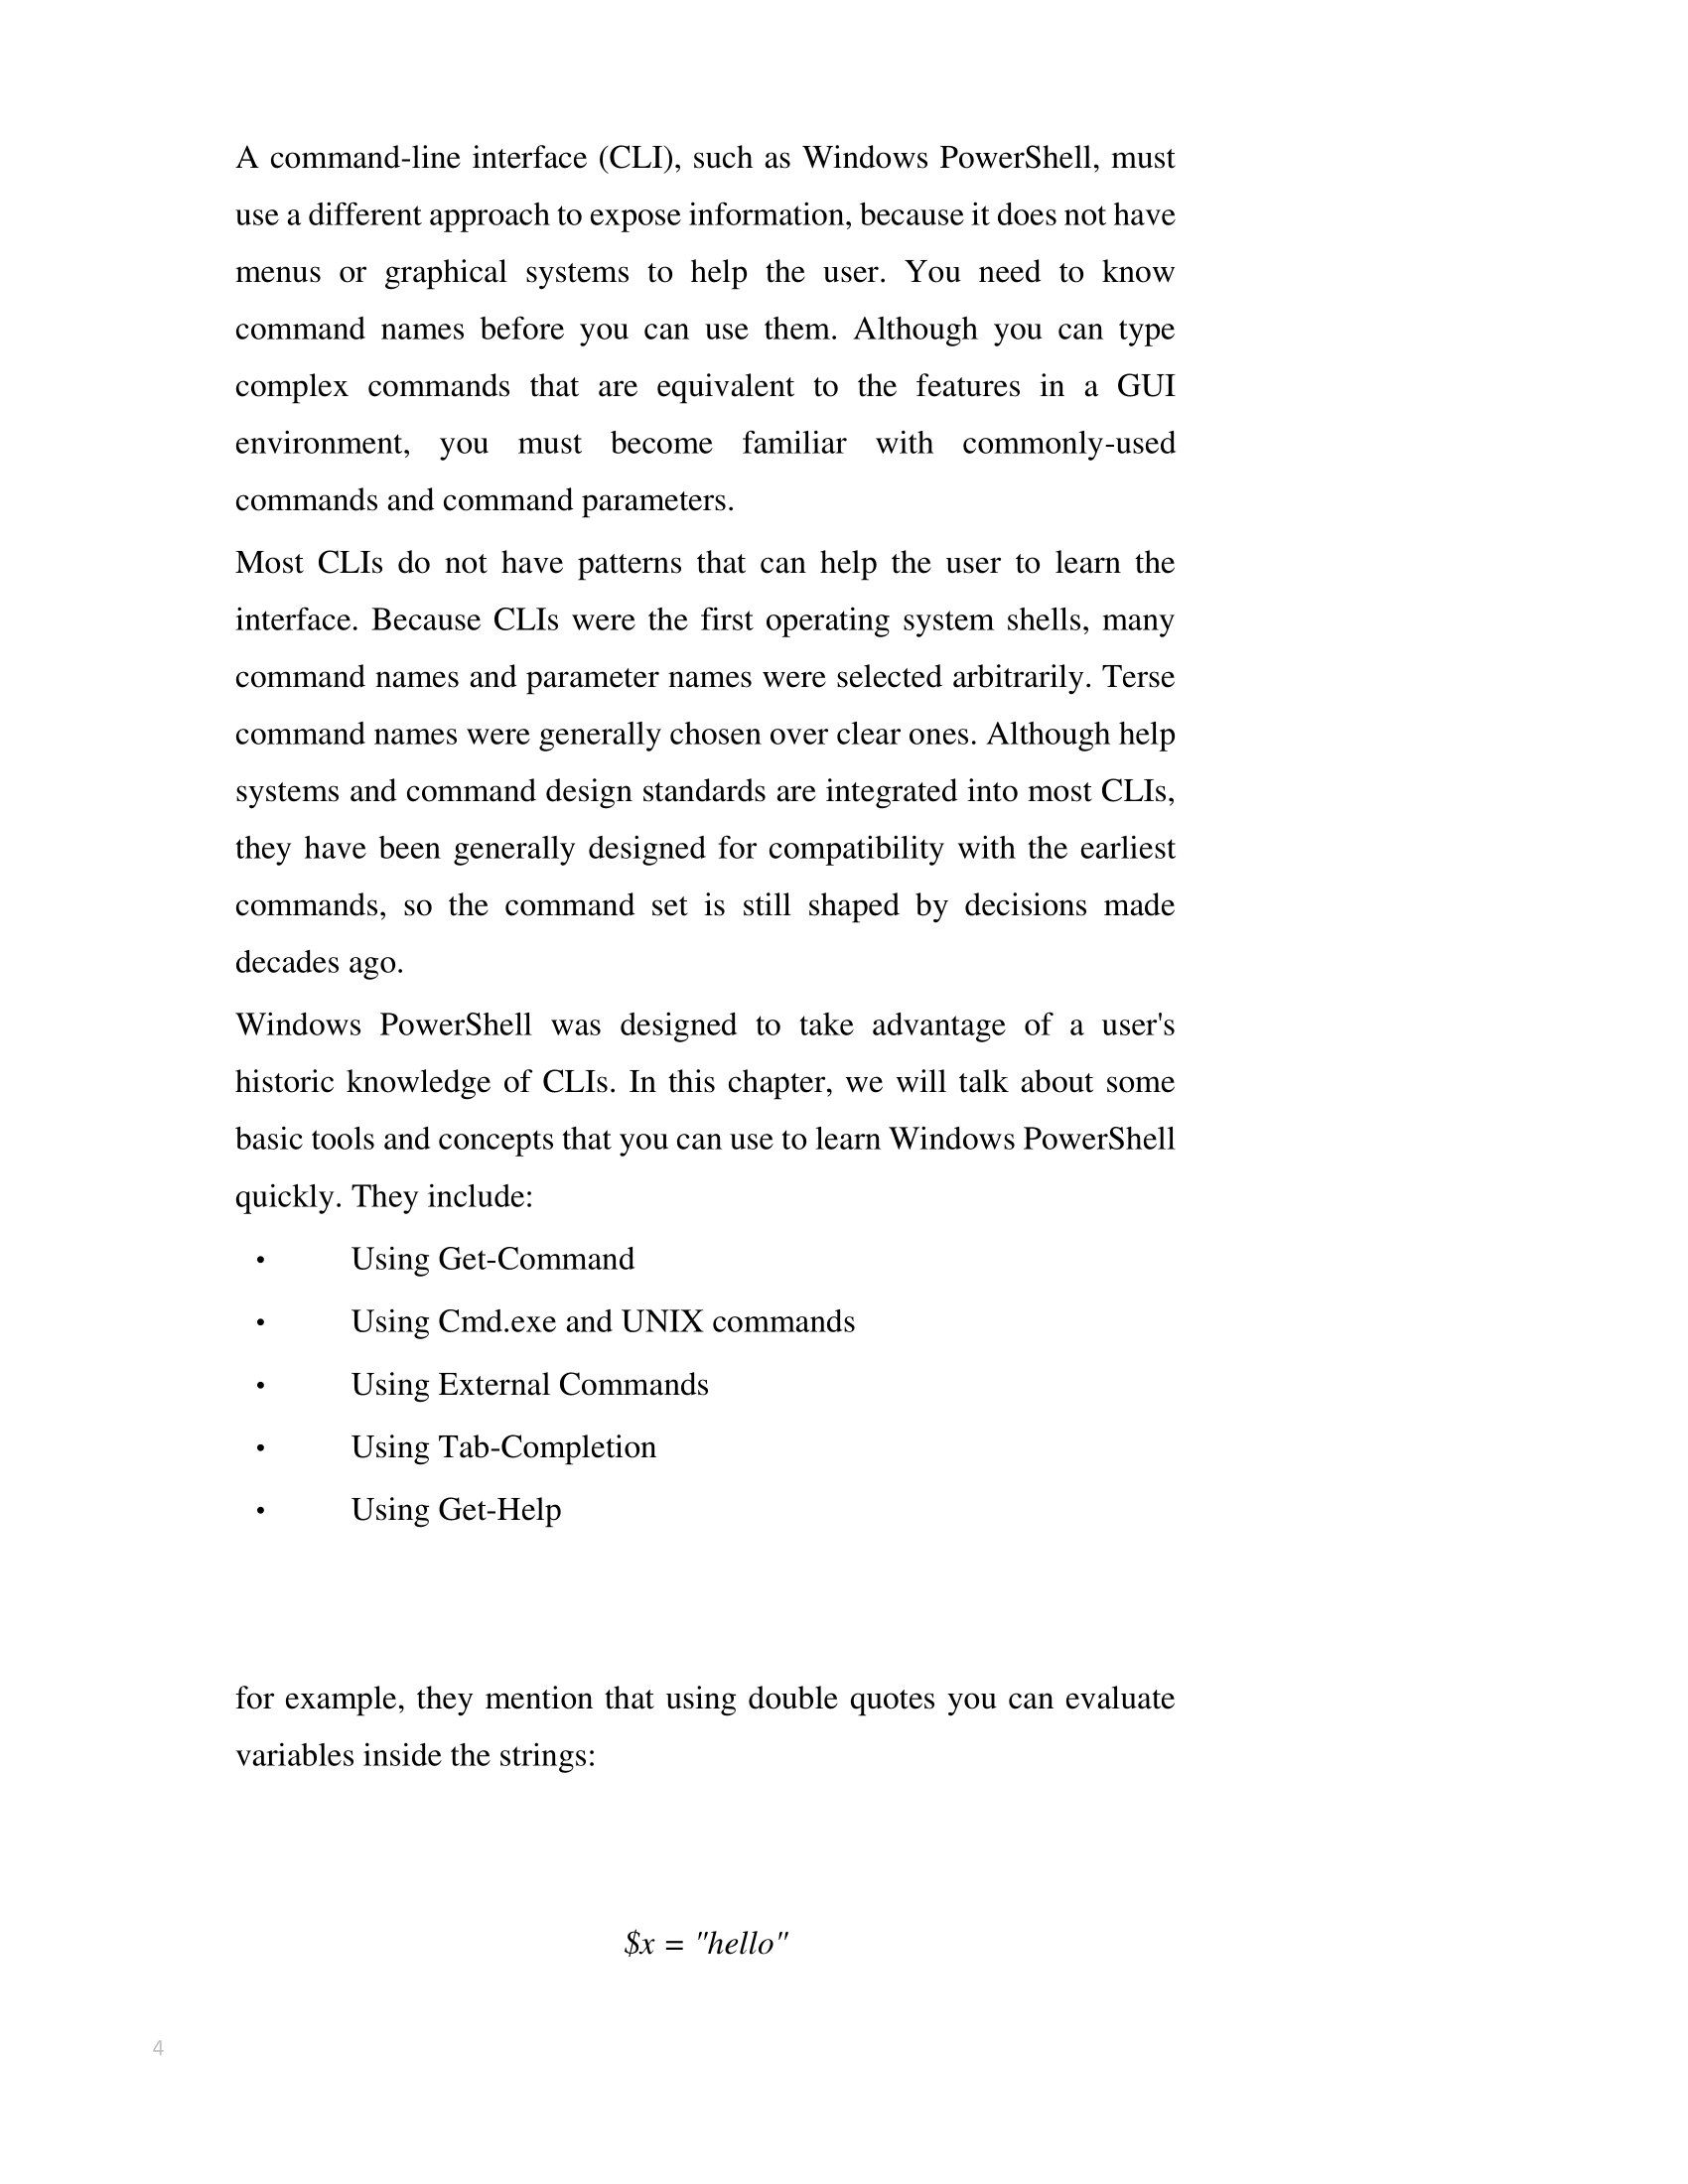 A command-line interface (CLI), such as Windows PowerShell, must
use a different approach to expose information, because it does not have
menus or graphical systems to help the user. You need to know
command names before you can use them. Although you can type
complex commands that are equivalent to the features in a GUI
environment, you must become familiar with commonly-used
commands and command parameters.
Most CLIs do not have patterns that can help the user to learn the
interface. Because CLIs were the first operating system shells, many
command names and parameter names were selected arbitrarily. Terse
command names were generally chosen over clear ones. Although help
systems and command design standards are integrated into most CLIs,
they have been generally designed for compatibility with the earliest
commands, so the command set is still shaped by decisions made
decades ago.
Windows PowerShell was designed to take advantage of a user's
historic knowledge of CLIs. In this chapter, we will talk about some
basic tools and concepts that you can use to learn Windows PowerShell
quickly. They include:
• Using Get-Command
• Using Cmd.exe and UNIX commands
• Using External Commands
• Using Tab-Completion
• Using Get-Help
for example, they mention that using double quotes you can evaluate
variables inside the strings:
$x = "hello"
4